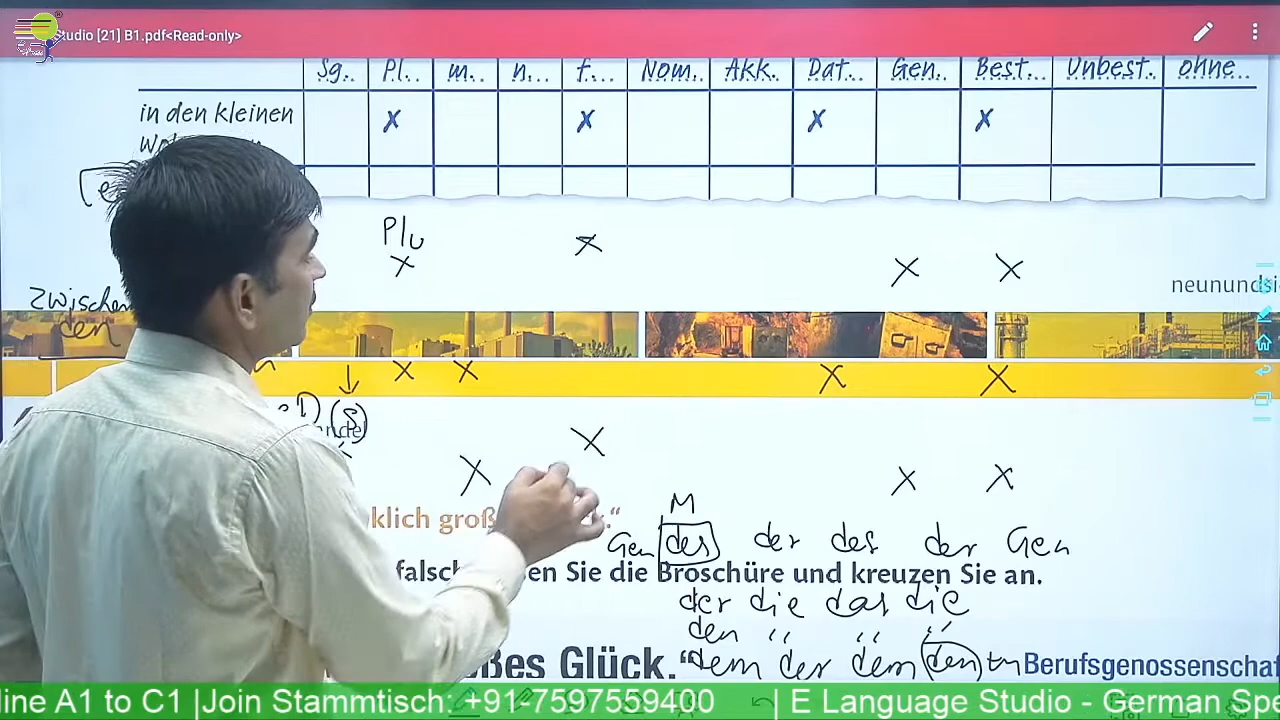 Studio [21] B1.pdf<Read-only>
Sg.. Pl.. m.. n... f... Nom.. Akk.. Dat.. Gen.. Best... Unbest.. ohne...
in den kleinen x x x x
Plu
x x x x
neunundsi
zwischen
den
x x x x
(S)
x
x x x
M
klich groß
Gen des der des der Gen
falsch Sie die Broschüre und kreuzen Sie an.
der die das die
den " " "
ßes Glück.“ dem der dem den + n Berufsgenossenscha
line A1 to C1 |Join Stammtisch: +91-7597559400 | E Language Studio - German Spe